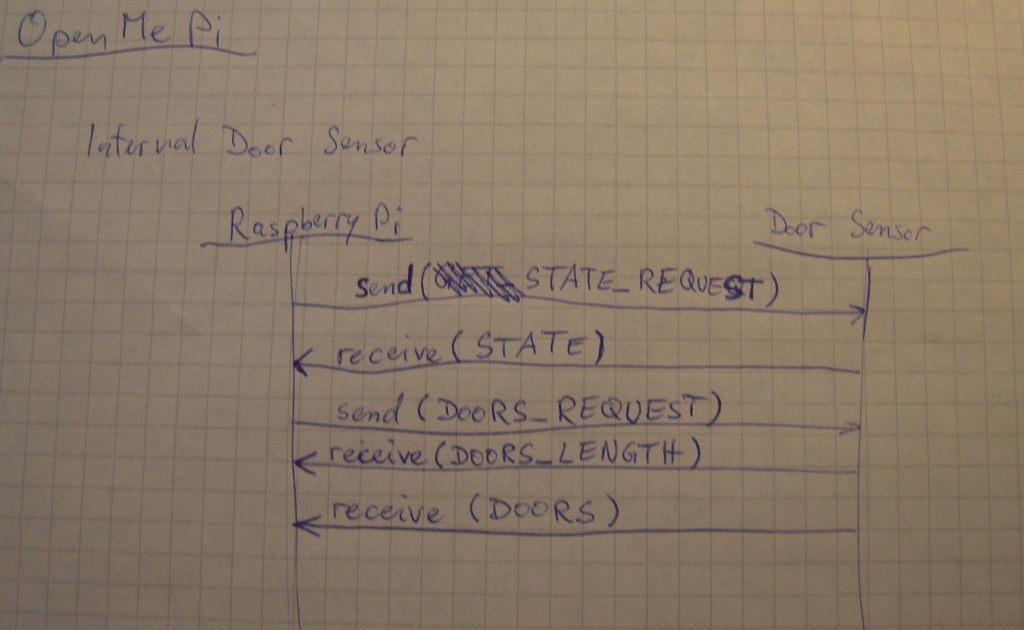 Open Me Pi
Internal Door Sensor
Raspberry Pi
Door Sensor
send( STATE_REQUEST)
receive(STATE)
send (DOORS_REQUEST)
receive(DOORS_LENGTH)
receive (DOORS)